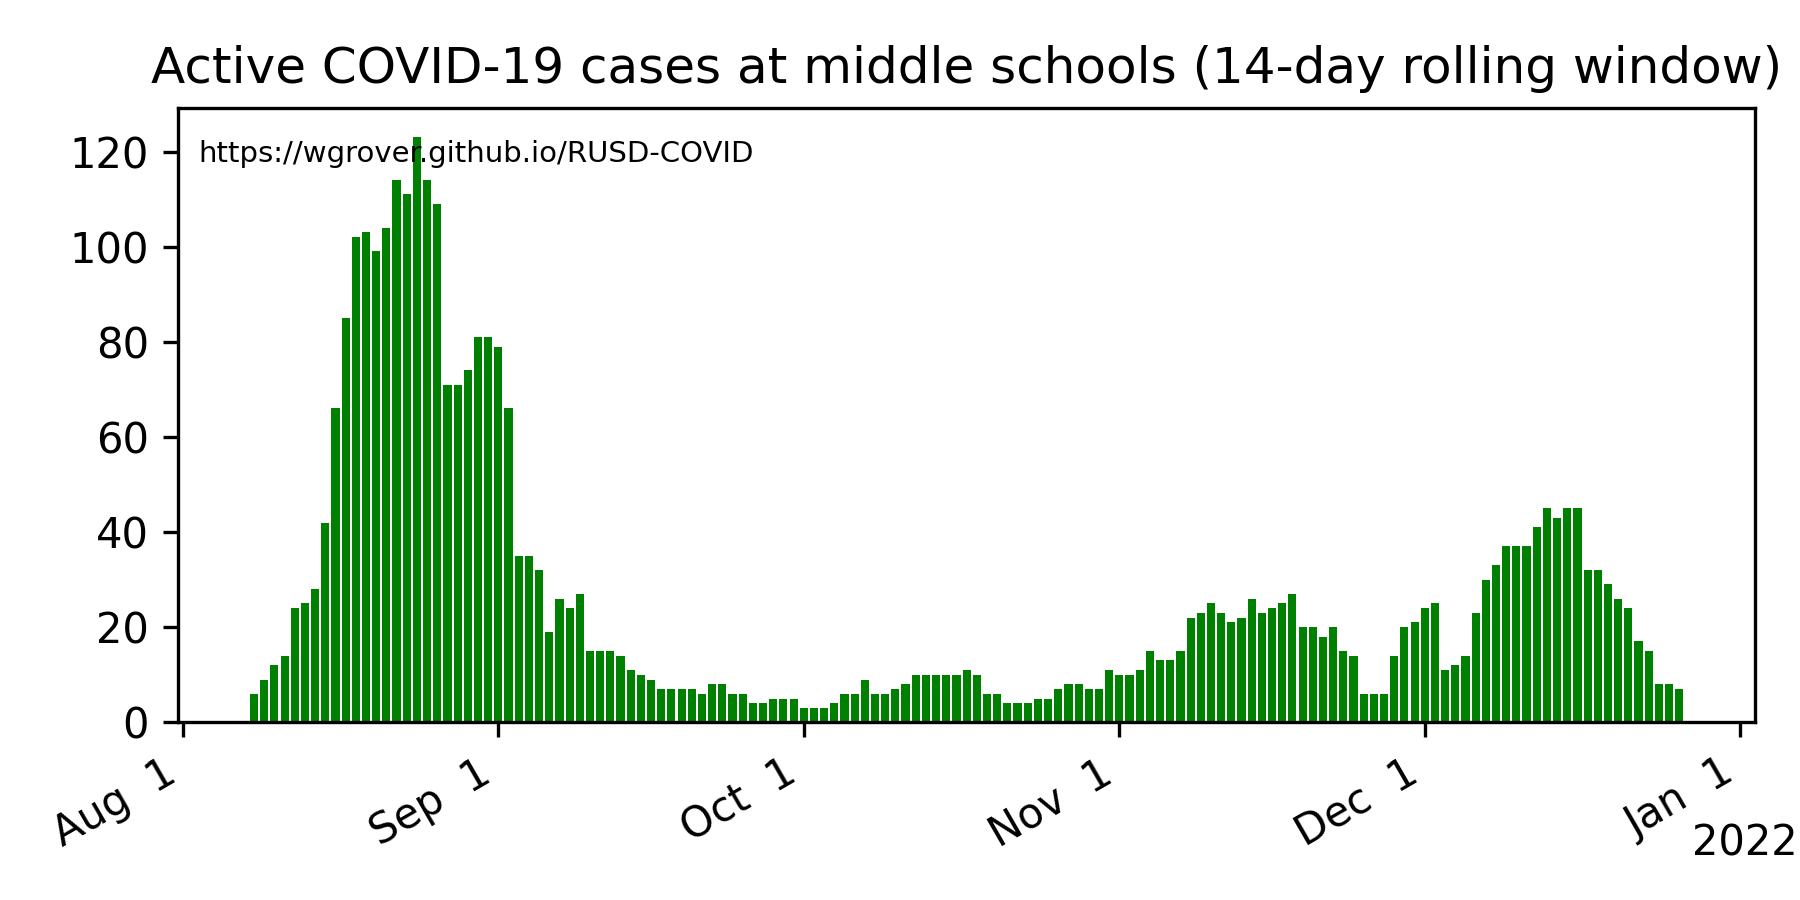 Active COVID-19 cases at middle schools (14-day rolling window)
https://wgrover.github.io/RUSD-COVID
120
100
80
60
40
20
0
Aug 1
Sep 1
Oct 1
Nov 1
Dec 1
Jan 1
2022